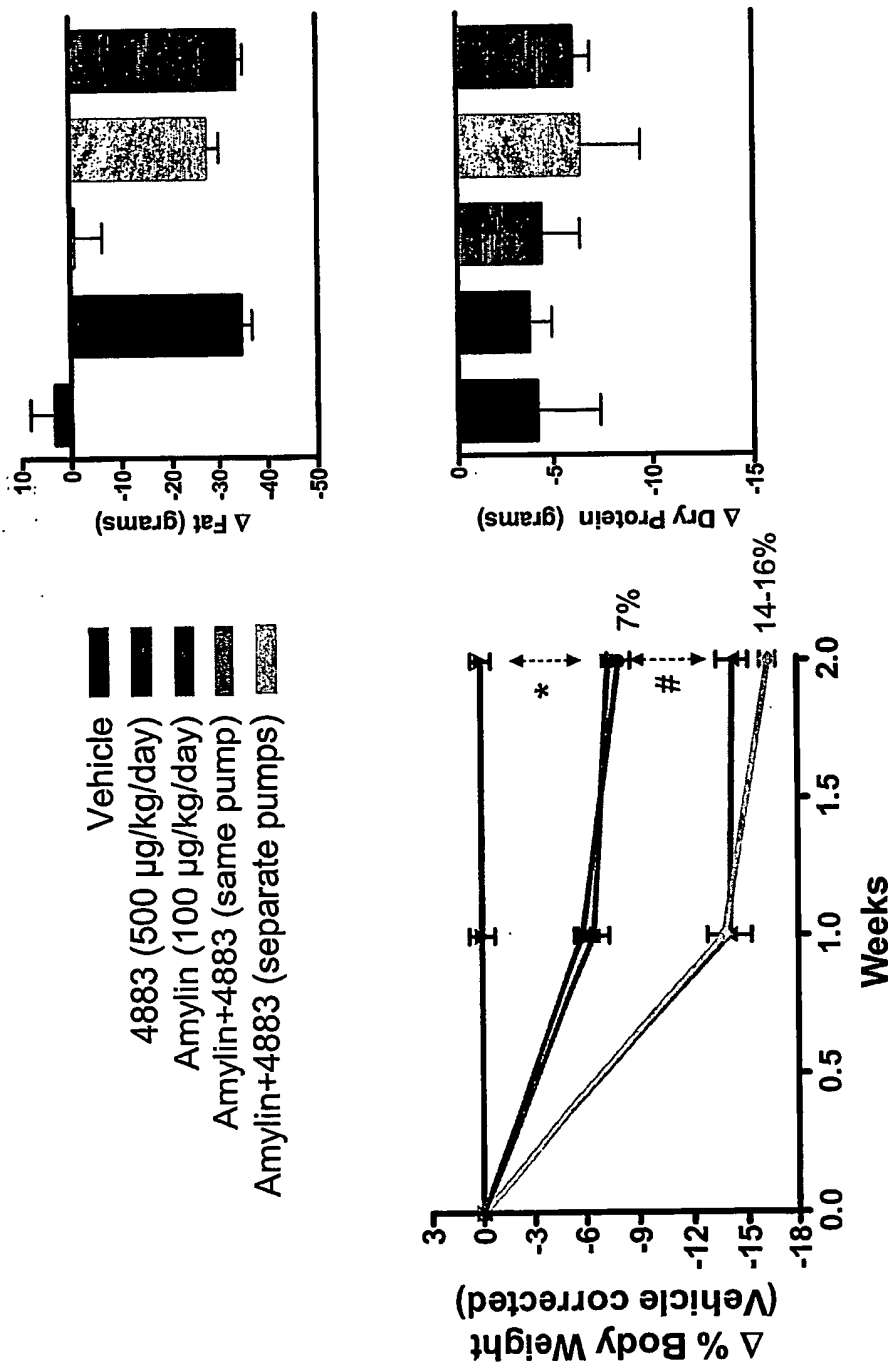 Vehicle
4883 (500 µg/kg/day)
Amylin (100 µg/kg/day)
Amylin+4883 (same pump)
Amylin+4883 (separate pumps)
10
0
-10
-20
-30
-40
-50
Δ Fat (grams)
0
-5
-10
-15
Δ Dry Protein (grams)
3
0
-3
-6
-9
-12
-15
-18
Δ % Body Weight
(Vehicle corrected)
*
#
7%
14-16%
0.0
0.5
1.0
1.5
2.0
Weeks